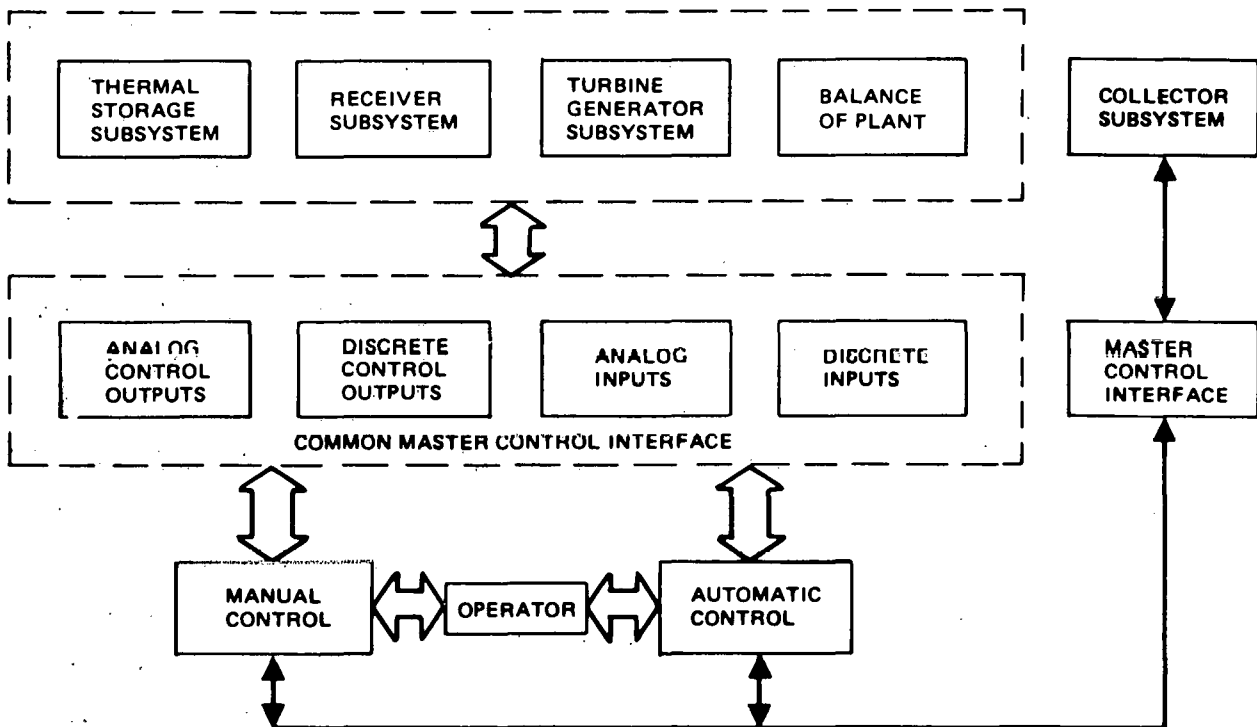 THERMAL
STORAGE
SUBSYSTEM
RECEIVER
SUBSYSTEM
TURBINE
GENERATOR
SUBSYSTEM
BALANCE
OF PLANT
COLLECTOR
SUBSYSTEM
ANALOG
CONTROL
OUTPUTS
DISCRETE
CONTROL
OUTPUTS
ANALOG
INPUTS
DISCRETE
INPUTS
MASTER
CONTROL
INTERFACE
COMMON MASTER CONTROL INTERFACE
MANUAL
CONTROL
OPERATOR
AUTOMATIC
CONTROL